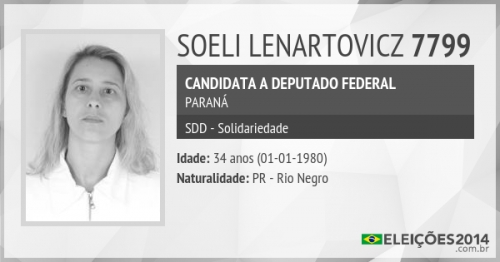 SOELI LENARTOVICZ 7799
CANDIDATA A DEPUTADO FEDERAL
PARANÁ
SDD - Solidariedade
Idade: 34 anos (01-01-1980)
Naturalidade: PR - Rio Negro
ELEIÇÕES2014
.com.br